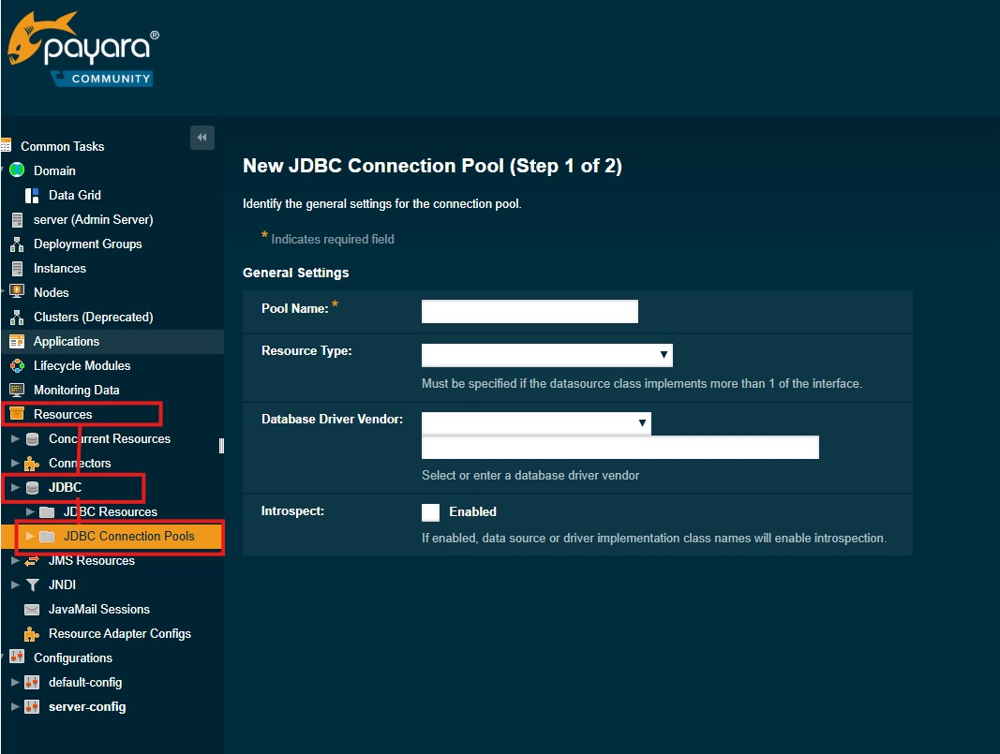 payara®
COMMUNITY
Common Tasks
Domain
Data Grid
server (Admin Server)
Deployment Groups
Instances
Nodes
Clusters (Deprecated)
Applications
Lifecycle Modules
Monitoring Data
Resources
Concurrent Resources
Connectors
JDBC
JDBC Resources
JDBC Connection Pools
JMS Resources
JNDI
JavaMail Sessions
Resource Adapter Configs
Configurations
default-config
server-config
New JDBC Connection Pool (Step 1 of 2)
Identify the general settings for the connection pool.
* Indicates required field
General Settings
Pool Name: *
Resource Type:
Must be specified if the datasource class implements more than 1 of the interface.
Database Driver Vendor:
Select or enter a database driver vendor
Introspect:
Enabled
If enabled, data source or driver implementation class names will enable introspection.